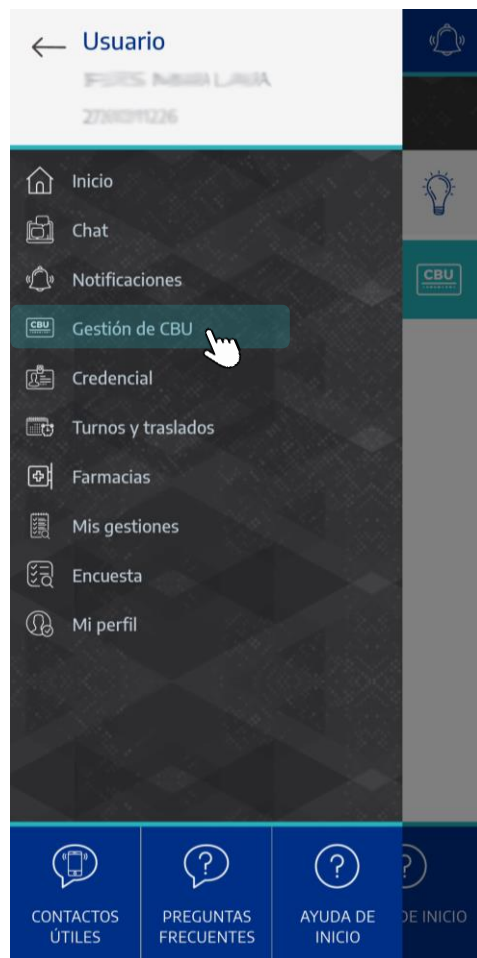 Usuario
Inicio
Chat
Notificaciones
CBU
Gestión de CBU
CBU
Credencial
Turnos y traslados
Farmacias
Mis gestiones
Encuesta
Mi perfil
CONTACTOS
ÚTILES
PREGUNTAS
FRECUENTES
AYUDA DE
INICIO
DE INICIO